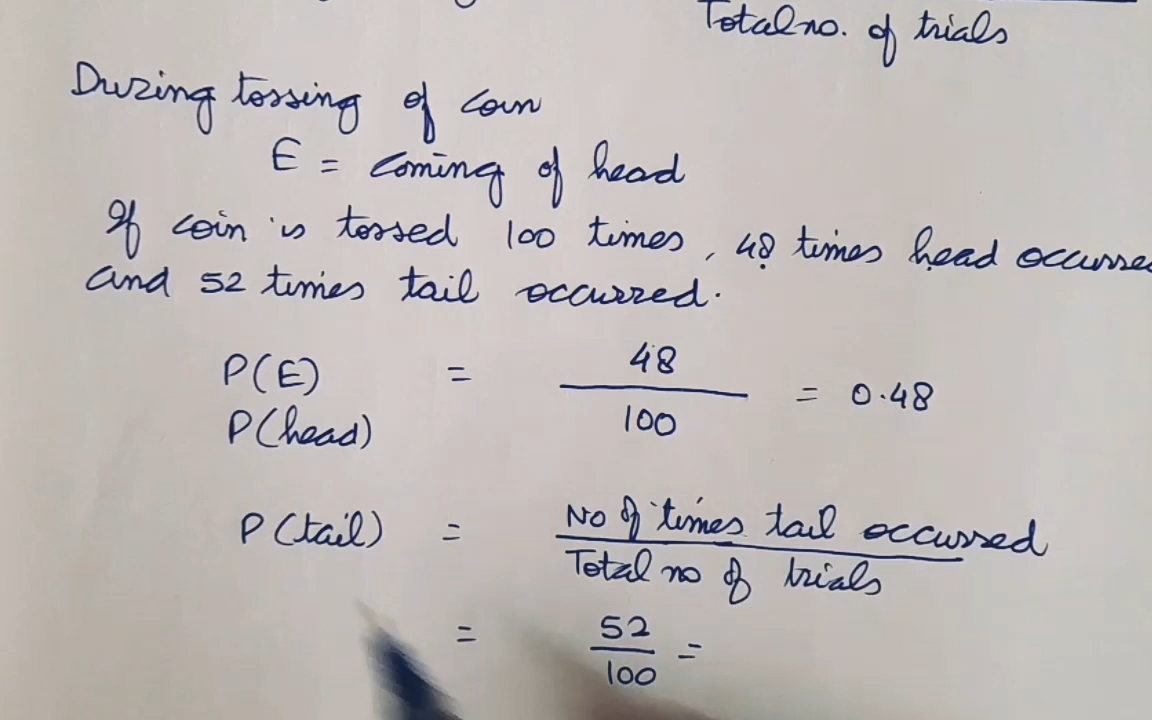 Total no. of trials
During tossing of coin
E = coming of head
If coin is tossed 100 times, 48 times head occurred
and 52 times tail occurred.
P(E) = 48/100 = 0.48
P(head)
P(tail) = No of times tail occurred / Total no of trials
= 52/100 =